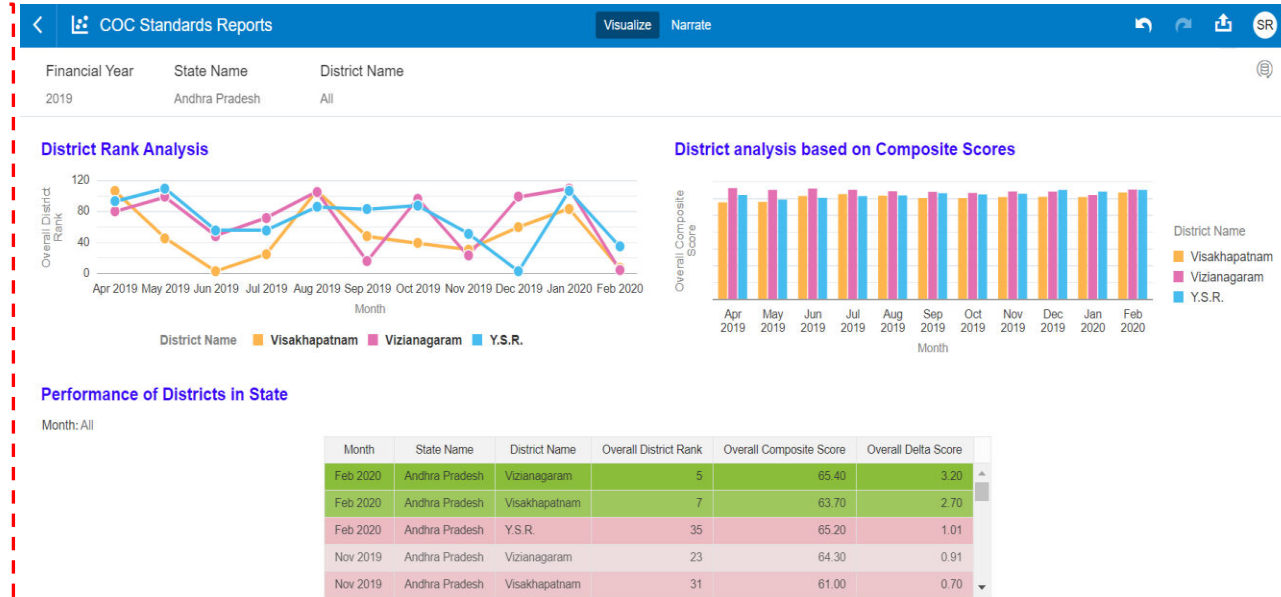 COC Standards Reports Visualize Narrate SR
Financial Year State Name District Name
2019 Andhra Pradesh All
District Rank Analysis
120
80
40
0
Overall District
Rank
Apr 2019 May 2019 Jun 2019 Jul 2019 Aug 2019 Sep 2019 Oct 2019 Nov 2019 Dec 2019 Jan 2020 Feb 2020
Month
District Name Visakhapatnam Vizianagaram Y.S.R.
District analysis based on Composite Scores
Overall Composite
Score
Apr May Jun Jul Aug Sep Oct Nov Dec Jan Feb
2019 2019 2019 2019 2019 2019 2019 2019 2019 2020 2020
Month
District Name
Visakhapatnam
Vizianagaram
Y.S.R.
Performance of Districts in State
Month: All
Month State Name District Name Overall District Rank Overall Composite Score Overall Delta Score
Feb 2020 Andhra Pradesh Vizianagaram 5 65.40 3.20
Feb 2020 Andhra Pradesh Visakhapatnam 7 63.70 2.70
Feb 2020 Andhra Pradesh Y.S.R. 35 65.20 1.01
Nov 2019 Andhra Pradesh Vizianagaram 23 64.30 0.91
Nov 2019 Andhra Pradesh Visakhapatnam 31 61.00 0.70